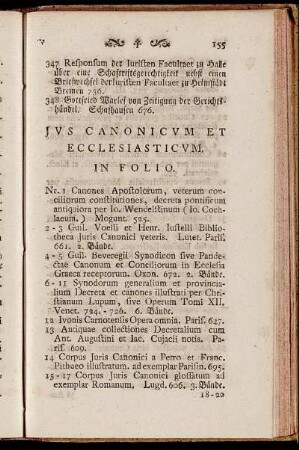 155
347 Responsum der Iuristen Facultaet zu Halle
über eine Schaftriftsgerechtigkeit nebst einen
Briefwechsel der Iuristen Facultaet zu Helmstädt
Bremen 736.
348 Gottfried Warlef von Zeitigung der Gerichts-
händel. Schafhausen 676.
JVS CANONICVM ET
ECCLESIASTICVM.
IN FOLIO.
Nr. 1 Canones Apostolorum, veterum con-
ciliorum constitutiones, decreta pontificum
antiquiora per Io. Wendelstinum ( Io. Coch-
laeum.) Mogunt. 525.
2 - 3 Guil. Voelli et Henr. Iustelli Biblio-
theca Juris Canonici veteris. Lutet. Paris.
661. 2. Bände.
4 - 5 Guil. Beveregii Synodicon sive Pande-
ctae Canonum et Conciliorum in Ecclesia
Graeca receptorum. Oxon. 672. 2. Bände.
6 - 11 Synodorum generalium et provincia-
lium Decreta et canones illustrati per Chri-
stianum Lupum, sive Operum Tomi XII.
Venet. 724. - 726. 6. Bände.
12 Ivonis Carnotensis Opera omnia. Paris. 647.
13 Antiquae collectiones Decretalium cum
Ant. Augustini et Iac. Cujacii notis. Pa-
ris. 609.
14 Corpus Juris Canonici a Petro et Franc.
Pithaeo illustratum. ad exemplar Parisin. 695.
15 - 17 Corpus Juris Canonici glossatum ad
exemplar Romanum. Lugd. 606. 3. Bände.
18-20